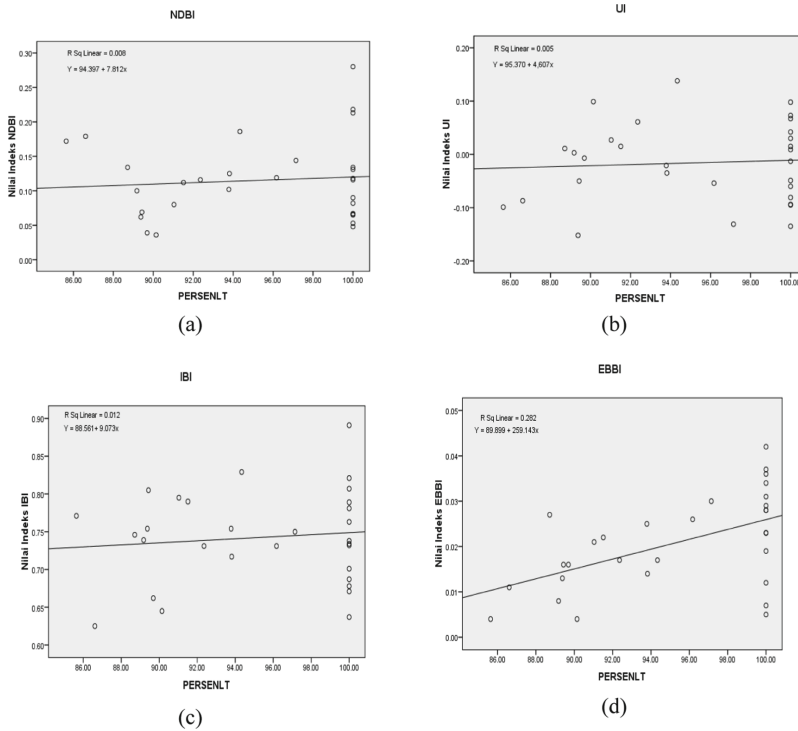 NDBI
R Sq Linear = 0.008
Y = 94.397 + 7.812x
Nilai Indeks NDBI
0.30
0.25
0.20
0.15
0.10
0.05
0.00
86.00 88.00 90.00 92.00 94.00 96.00 98.00 100.00
PERSENLT
(a)
UI
R Sq Linear = 0.005
Y = 95.370 + 4,607x
Nilai Indeks UI
0.20
0.10
0.00
-0.10
-0.20
86.00 88.00 90.00 92.00 94.00 96.00 98.00 100.00
PERSENLT
(b)
IBI
R Sq Linear = 0.012
Y = 88.561+ 9.073x
Nilai Indeks IBI
0.90
0.85
0.80
0.75
0.70
0.65
0.60
86.00 88.00 90.00 92.00 94.00 96.00 98.00 100.00
PERSENLT
(c)
EBBI
R Sq Linear = 0.282
Y = 89.899 + 259.143x
Nilai Indeks EBBI
0.05
0.04
0.03
0.02
0.01
0.00
86.00 88.00 90.00 92.00 94.00 96.00 98.00 100.00
PERSENLT
(d)